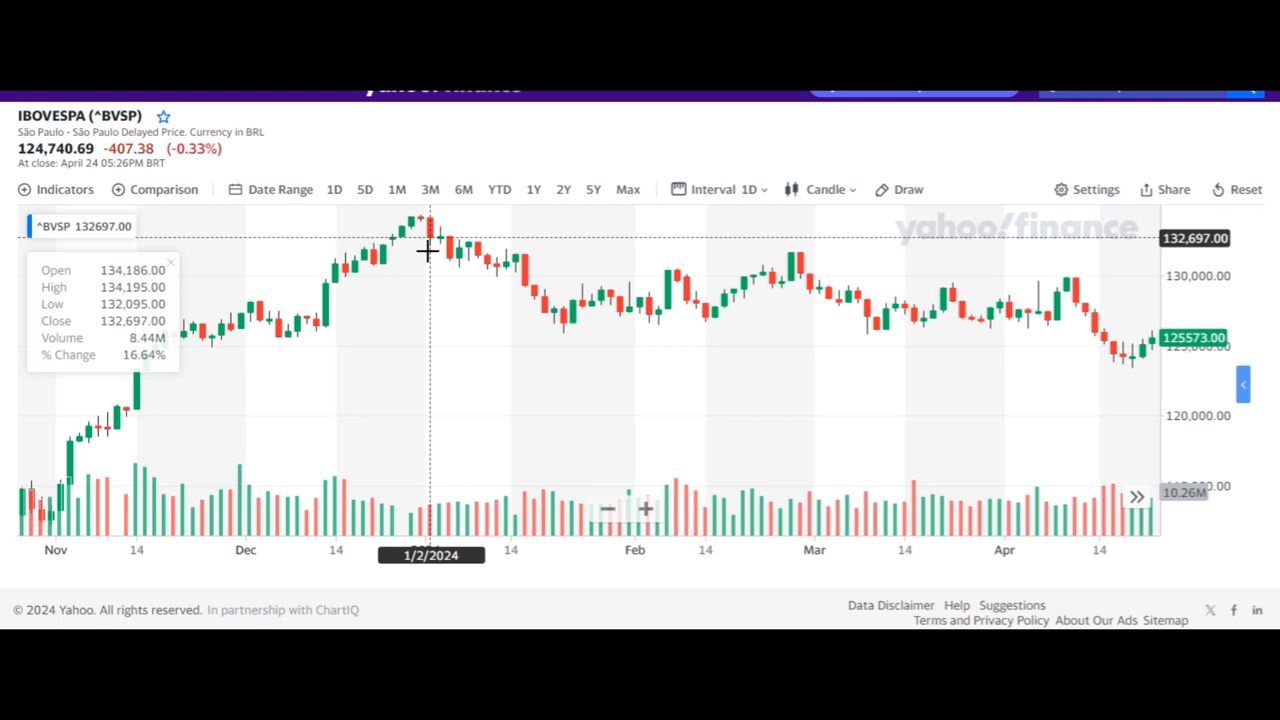 IBOVESPA (^BVSP)
São Paulo - São Paulo Delayed Price. Currency in BRL
124,740.69 -407.38 (-0.33%)
At close: April 24 05:26PM BRT
Indicators Comparison Date Range 1D 5D 1M 3M 6M YTD 1Y 2Y 5Y Max Interval 1D Candle Draw Settings Share Reset
^BVSP 132697.00
yahoo!finance
132,697.00
Open 134,186.00
High 134,195.00
Low 132,095.00
Close 132,697.00
Volume 8.44M
% Change 16.64%
130,000.00
125573.00
125,000.00
120,000.00
10.26M
Nov 14 Dec 14 14 Feb 14 Mar 14 Apr 14
1/2/2024
© 2024 Yahoo. All rights reserved. In partnership with ChartIQ
Data Disclaimer Help Suggestions
Terms and Privacy Policy About Our Ads Sitemap